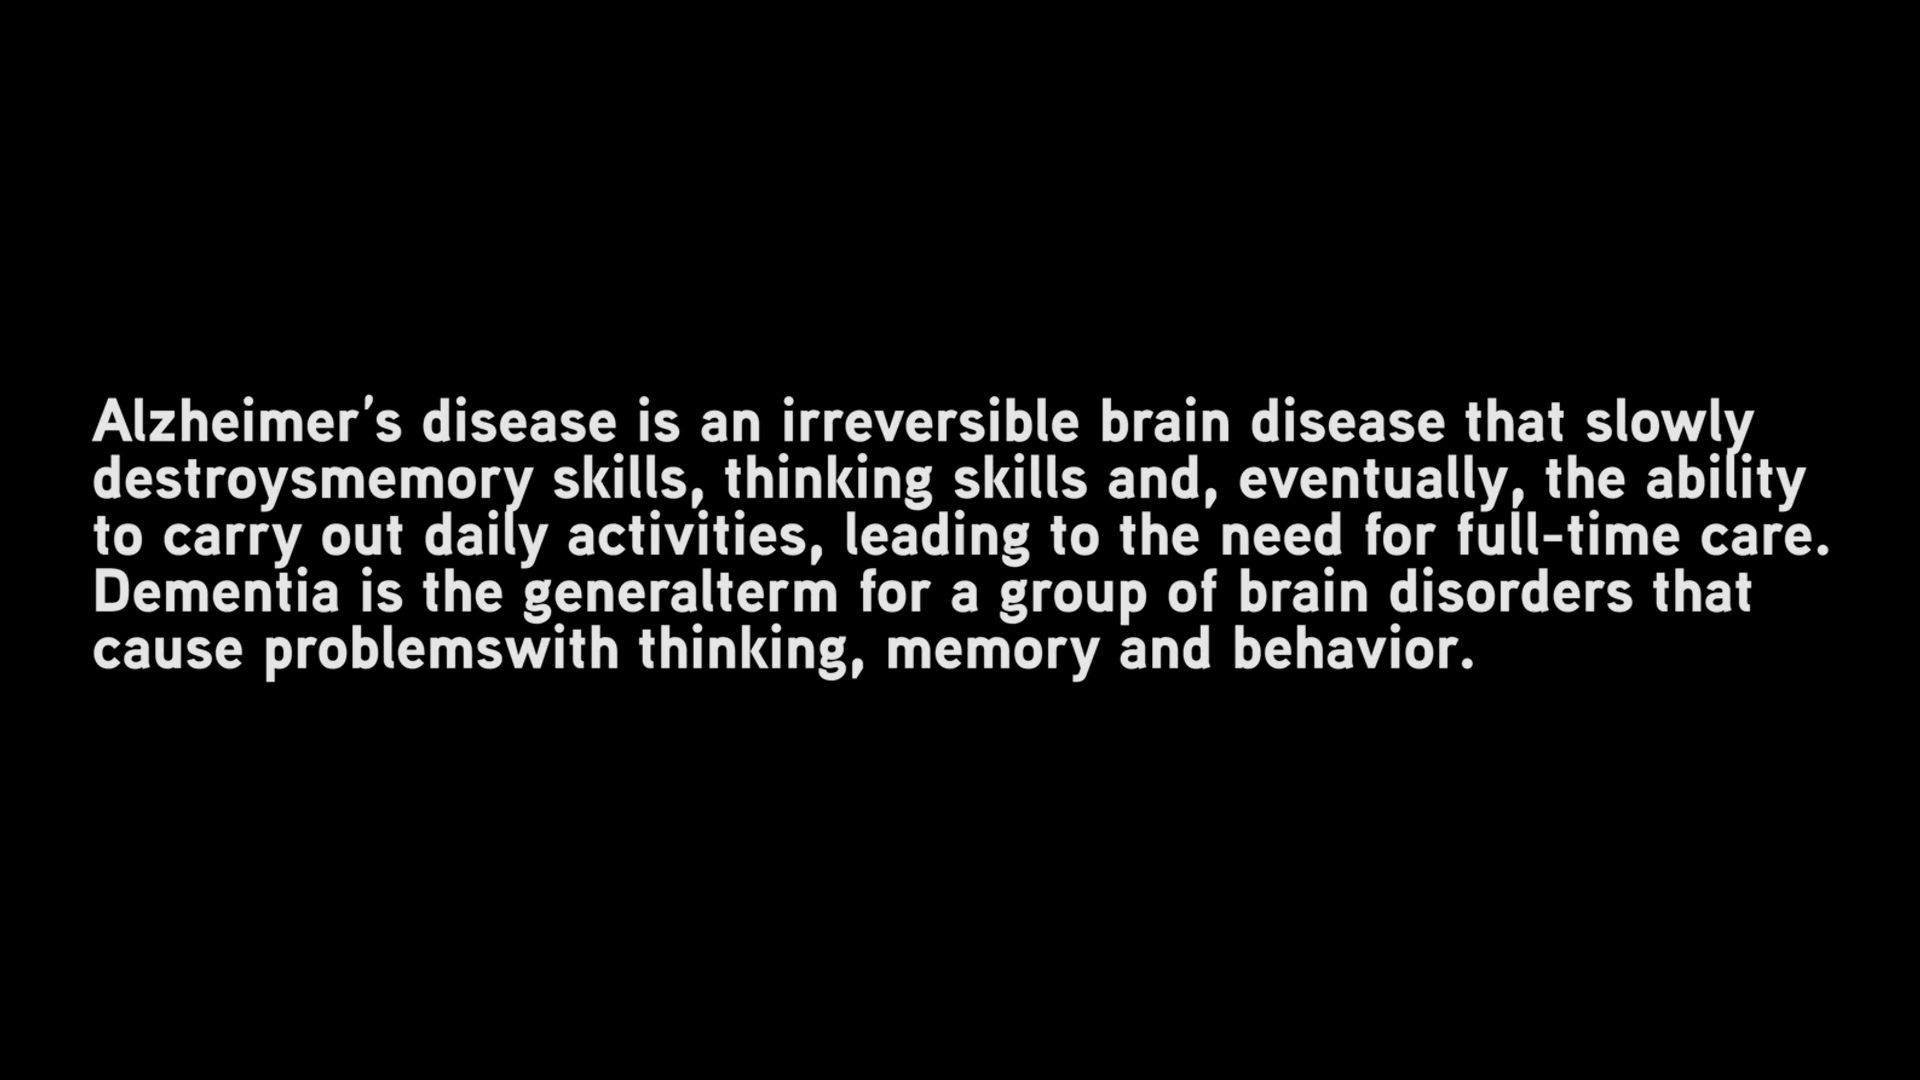 Alzheimer’s disease is an irreversible brain disease that slowly
destroysmemory skills, thinking skills and, eventually, the ability
to carry out daily activities, leading to the need for full-time care.
Dementia is the generalterm for a group of brain disorders that
cause problemswith thinking, memory and behavior.